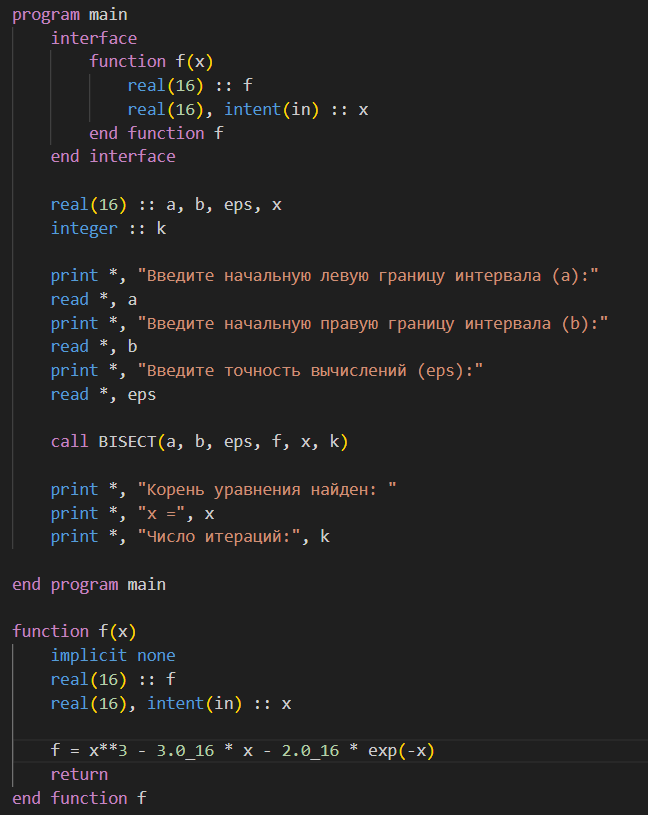 program main
    interface
        function f(x)
            real(16) :: f
            real(16), intent(in) :: x
        end function f
    end interface

    real(16) :: a, b, eps, x
    integer :: k

    print *, "Введите начальную левую границу интервала (a):"
    read *, a
    print *, "Введите начальную правую границу интервала (b):"
    read *, b
    print *, "Введите точность вычислений (eps):"
    read *, eps

    call BISECT(a, b, eps, f, x, k)

    print *, "Корень уравнения найден: "
    print *, "x =", x
    print *, "Число итераций:", k

end program main

function f(x)
    implicit none
    real(16) :: f
    real(16), intent(in) :: x

    f = x**3 - 3.0_16 * x - 2.0_16 * exp(-x)
    return
end function f